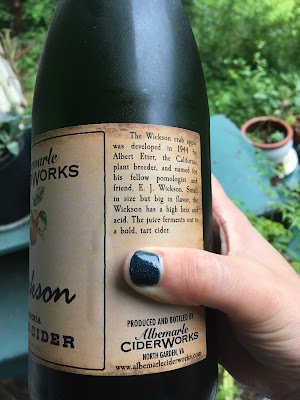 Albemarle
CIDERWORKS
CIDER
The Wickson crab apple
was developed in 1944 by
Albert Etter, the California
plant breeder, and named for
his fellow pomologist and
friend, E. J. Wickson. Small
in size but big in flavor, the
Wickson has a high brix and
acid. The juice ferments out to
a bold, tart cider.
PRODUCED AND BOTTLED BY
Albemarle
CIDERWORKS
NORTH GARDEN, VA
www.albemarleciderworks.com